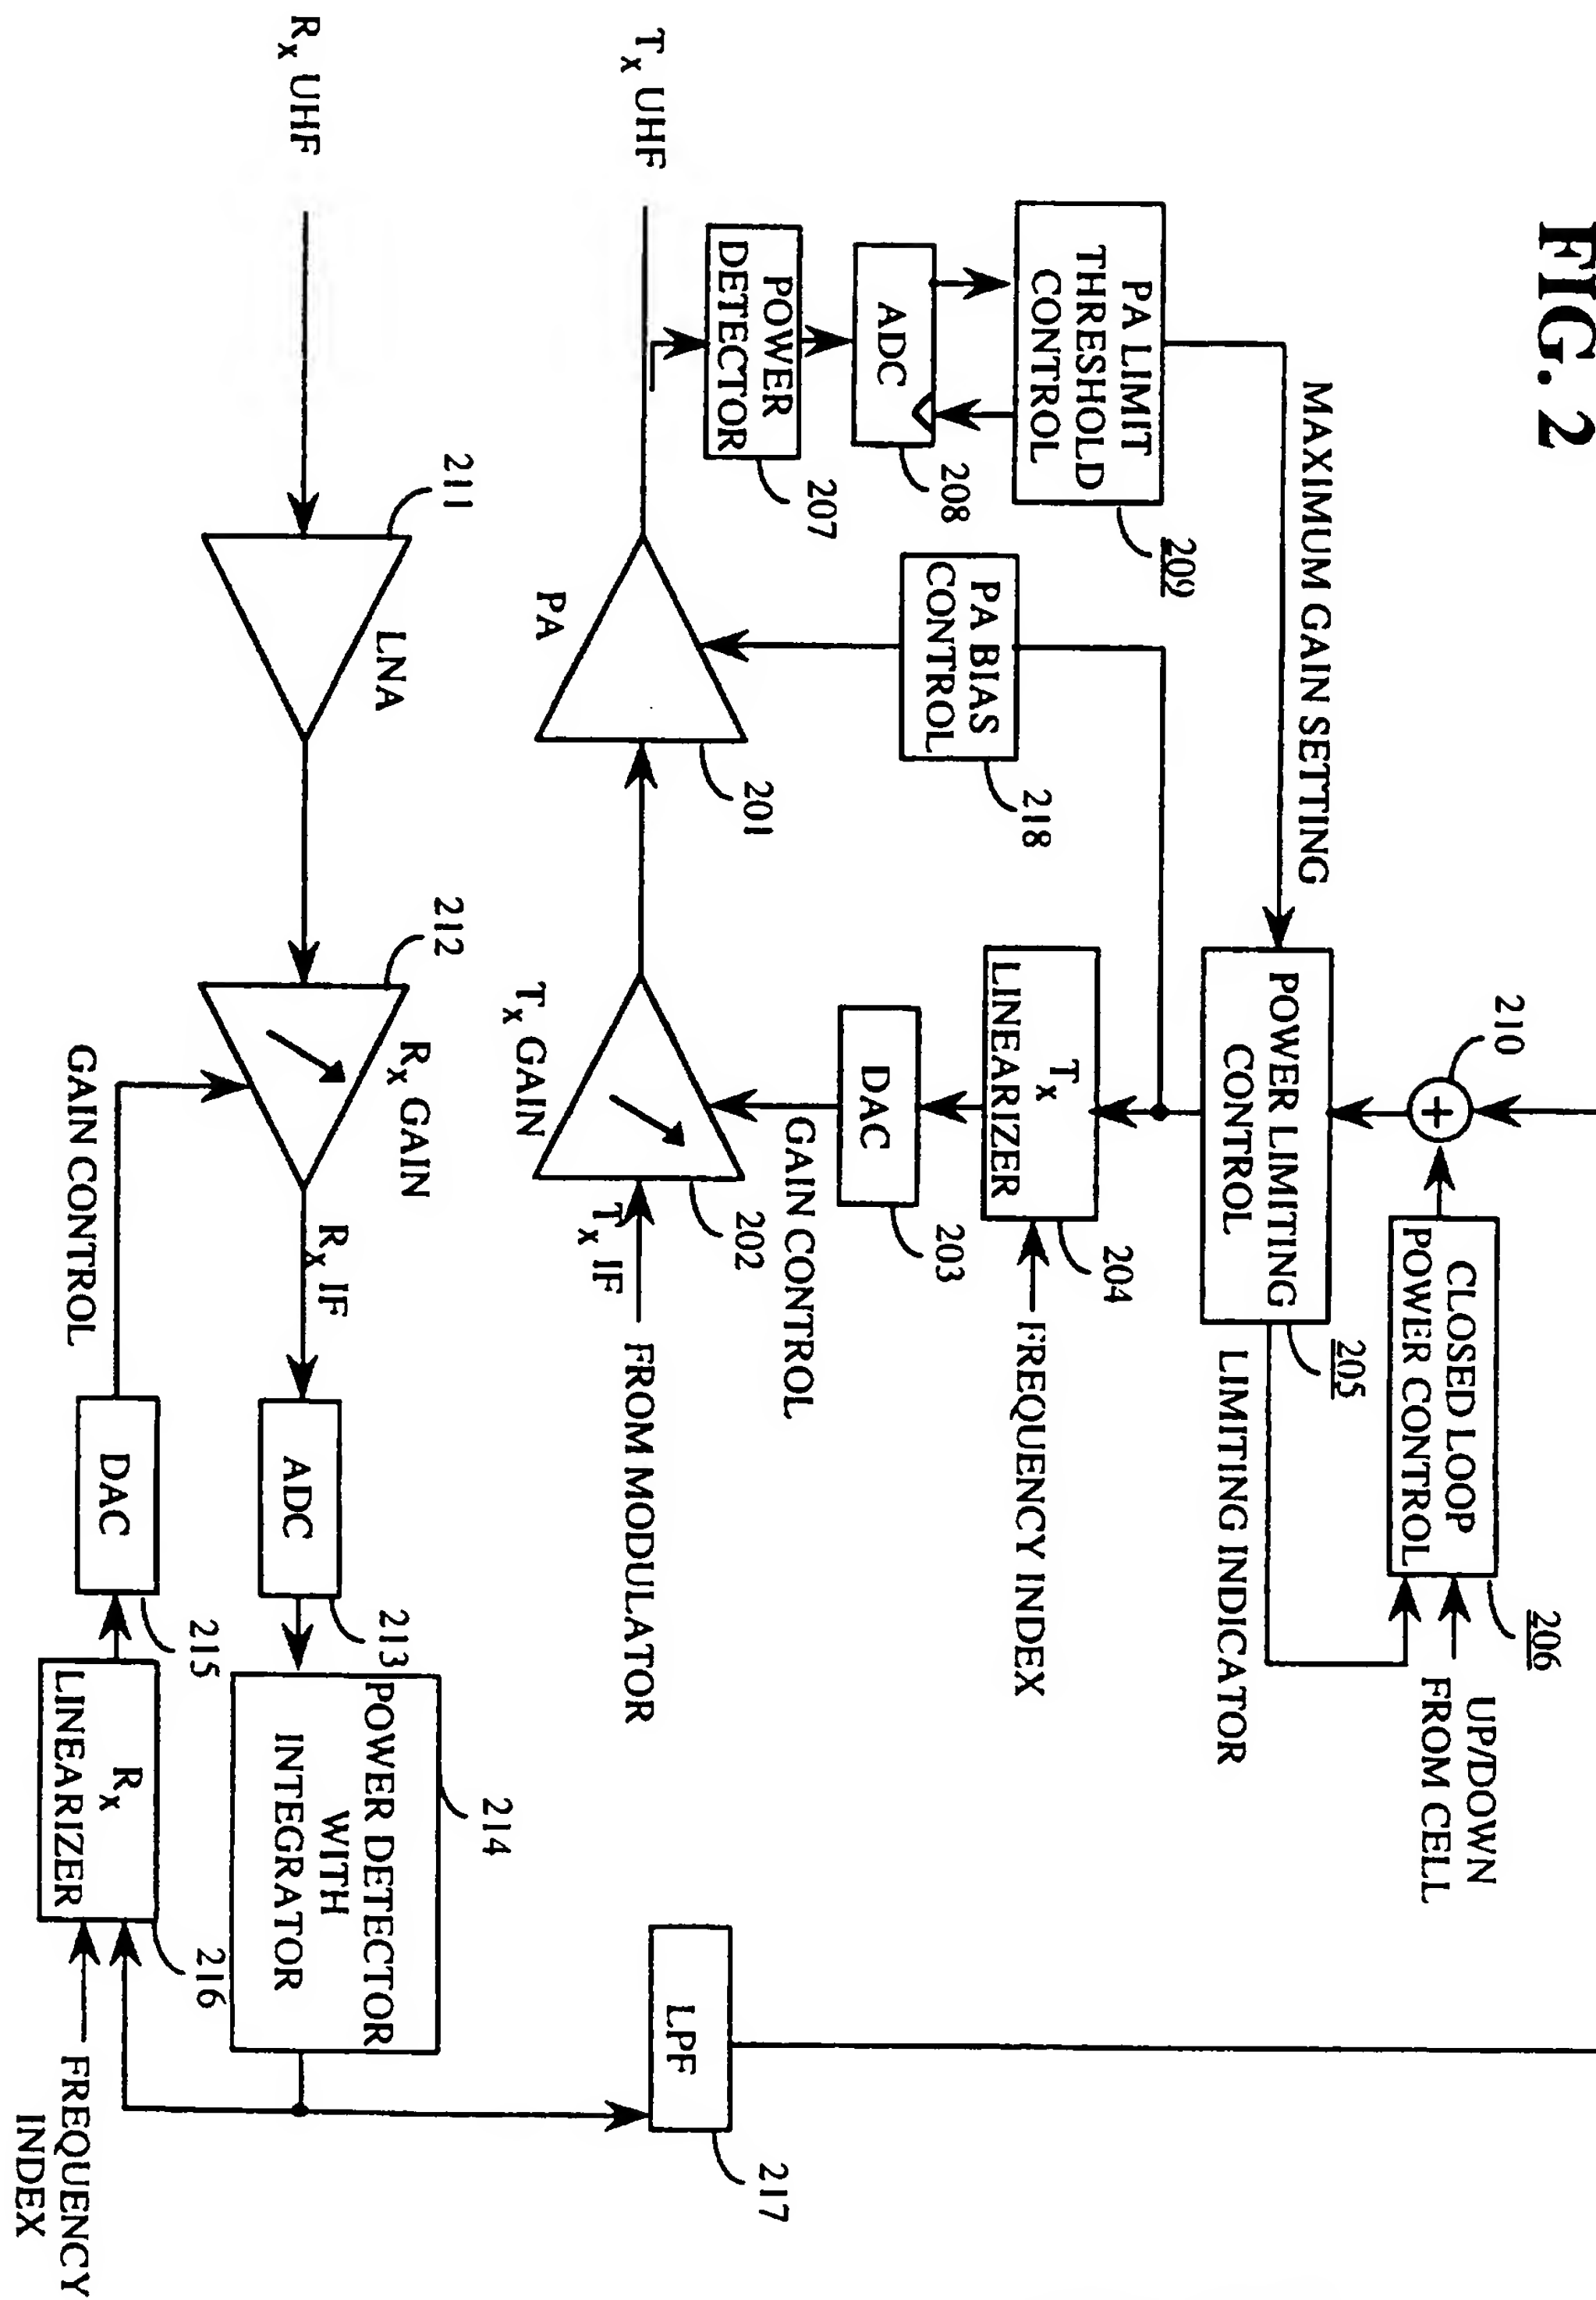 FIG. 2
210
CLOSED LOOP
POWER CONTROL
206
UP/DOWN
FROM CELL
MAXIMUM GAIN SETTING
POWER LIMITING
CONTROL
205
LIMITING INDICATOR
PA LIMIT
THRESHOLD
CONTROL
209
PA BIAS
CONTROL
218
Tx
LINEARIZER
204
FREQUENCY INDEX
ADC
208
DAC
203
GAIN CONTROL
POWER
DETECTOR
207
201
202
Tx UHF
PA
Tx GAIN
Tx IF
FROM MODULATOR
LPF
217
211
212
LNA
Rx GAIN
Rx UHF
Rx IF
ADC
213
POWER DETECTOR
WITH
INTEGRATOR
214
GAIN CONTROL
DAC
215
Rx
LINEARIZER
216
FREQUENCY
INDEX